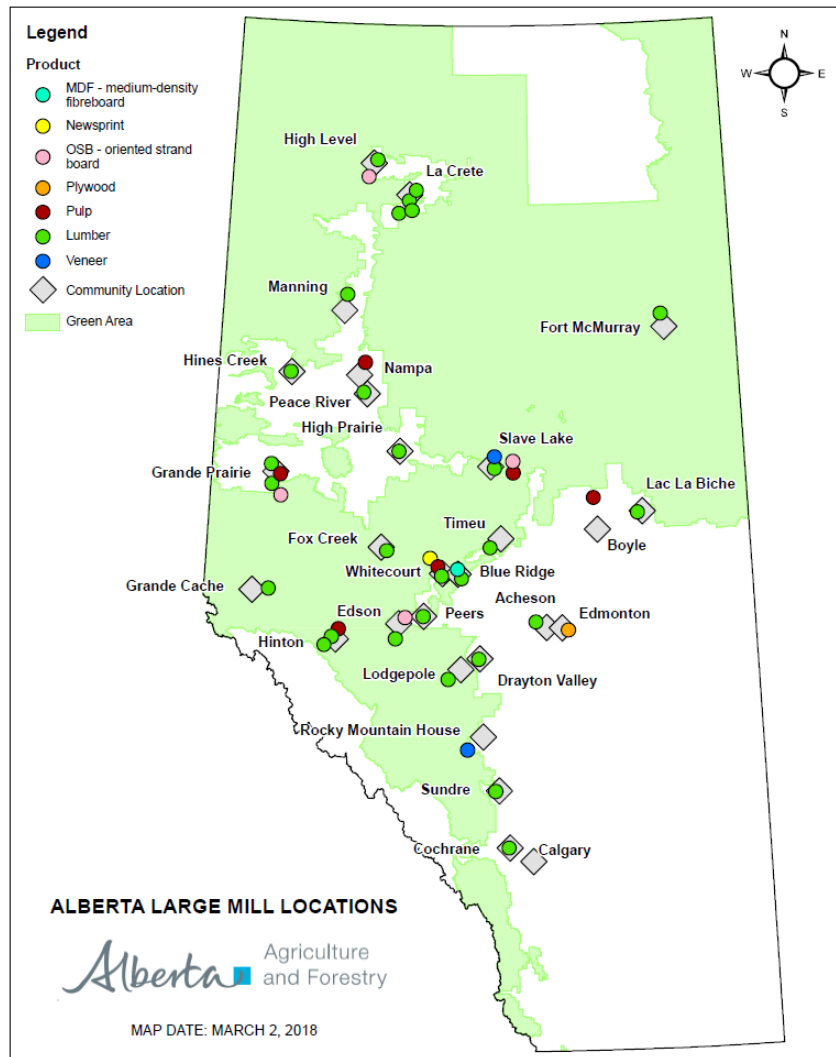 Legend
Product
MDF - medium-density
fibreboard
Newsprint
OSB - oriented strand
board
Plywood
Pulp
Lumber
Veneer
Community Location
Green Area
N
W
E
S
High Level
La Crete
Manning
Fort McMurray
Hines Creek
Nampa
Peace River
High Prairie
Slave Lake
Grande Prairie
Lac La Biche
Timeu
Fox Creek
Boyle
Whitecourt
Blue Ridge
Grande Cache
Acheson
Edson
Peers
Edmonton
Hinton
Lodgepole
Drayton Valley
Rocky Mountain House
Sundre
Cochrane
Calgary
ALBERTA LARGE MILL LOCATIONS
Alberta
Agriculture
and Forestry
MAP DATE: MARCH 2, 2018